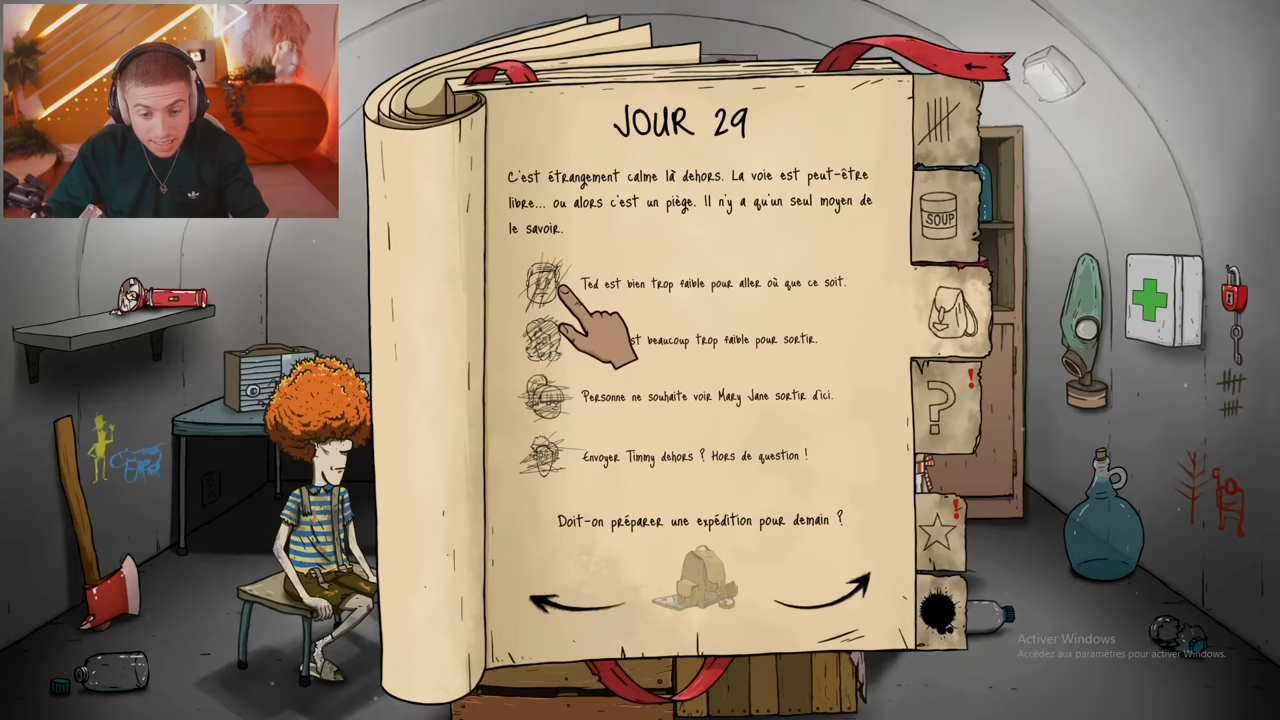 JOUR 29
C'est étrangement calme là dehors. La voie est peut-être
libre... ou alors c'est un piège. Il n'y a qu'un seul moyen de
le savoir.
SOUP
Ted est bien trop faible pour aller où que ce soit.
st beaucoup trop faible pour sortir.
Personne ne souhaite voir Mary Jane sortir d'ici.
Envoyer Timmy dehors ? Hors de question !
Doit-on préparer une expédition pour demain ?
Activer Windows
Accédez aux paramètres pour activer Windows.